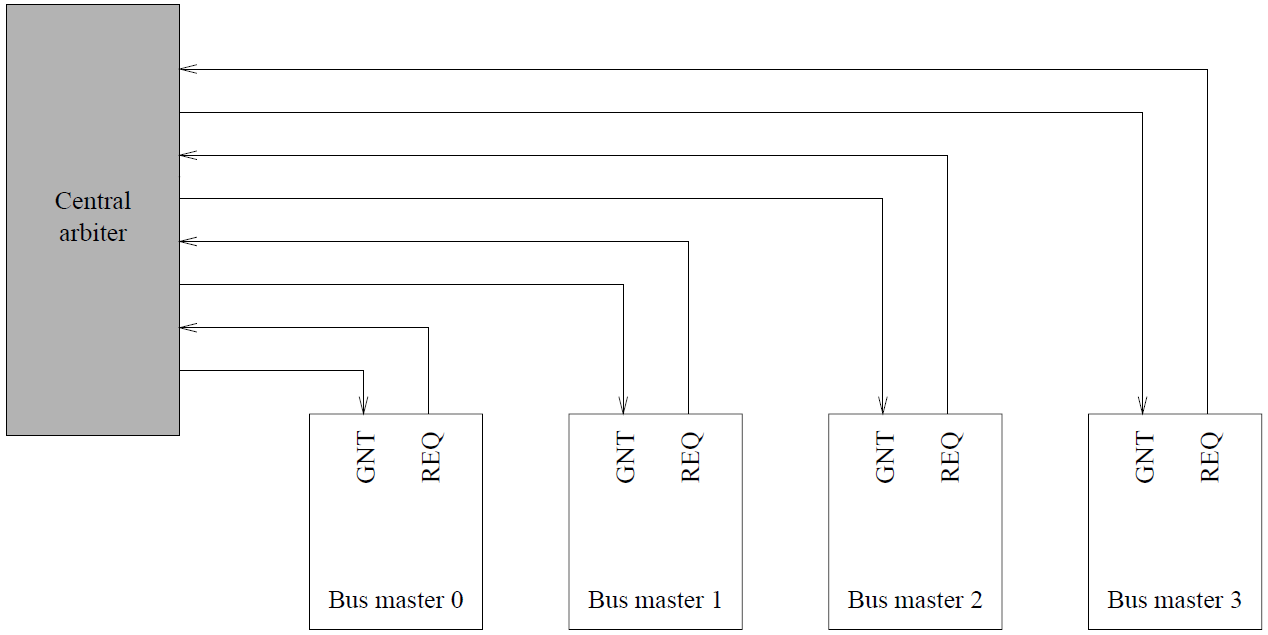 Central
arbiter
GNT
REQ
GNT
REQ
GNT
REQ
GNT
REQ
Bus master 0
Bus master 1
Bus master 2
Bus master 3